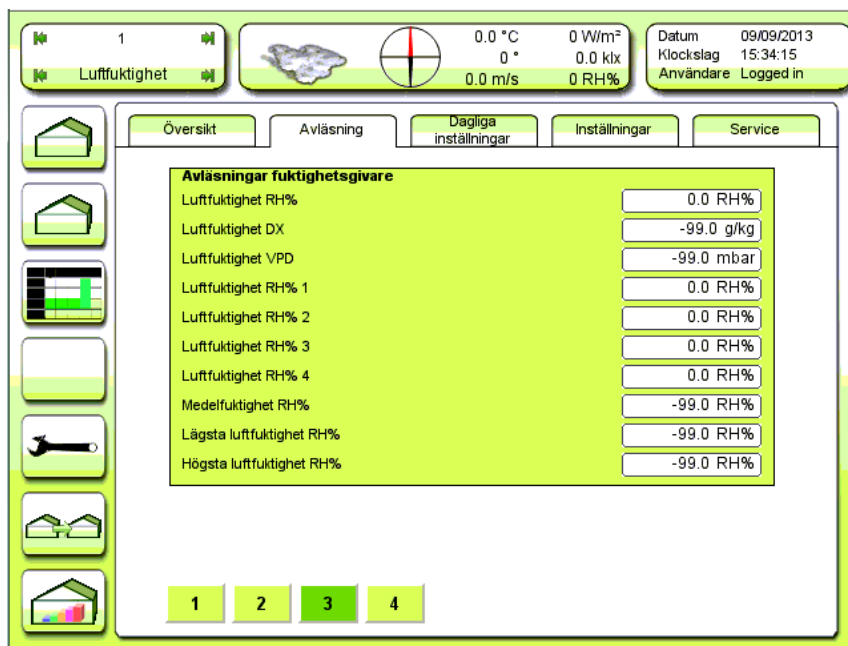 1
Luftfuktighet
0.0 °C 0 W/m²
0 ° 0.0 klx
0.0 m/s 0 RH%
Datum 09/09/2013
Klockslag 15:34:15
Användare Logged in
Översikt
Avläsning
Dagliga
inställningar
Inställningar
Service
Avläsningar fuktighetsgivare
Luftfuktighet RH% 0.0 RH%
Luftfuktighet DX -99.0 g/kg
Luftfuktighet VPD -99.0 mbar
Luftfuktighet RH% 1 0.0 RH%
Luftfuktighet RH% 2 0.0 RH%
Luftfuktighet RH% 3 0.0 RH%
Luftfuktighet RH% 4 0.0 RH%
Medelfuktighet RH% -99.0 RH%
Lägsta luftfuktighet RH% -99.0 RH%
Högsta luftfuktighet RH% -99.0 RH%
1 2 3 4